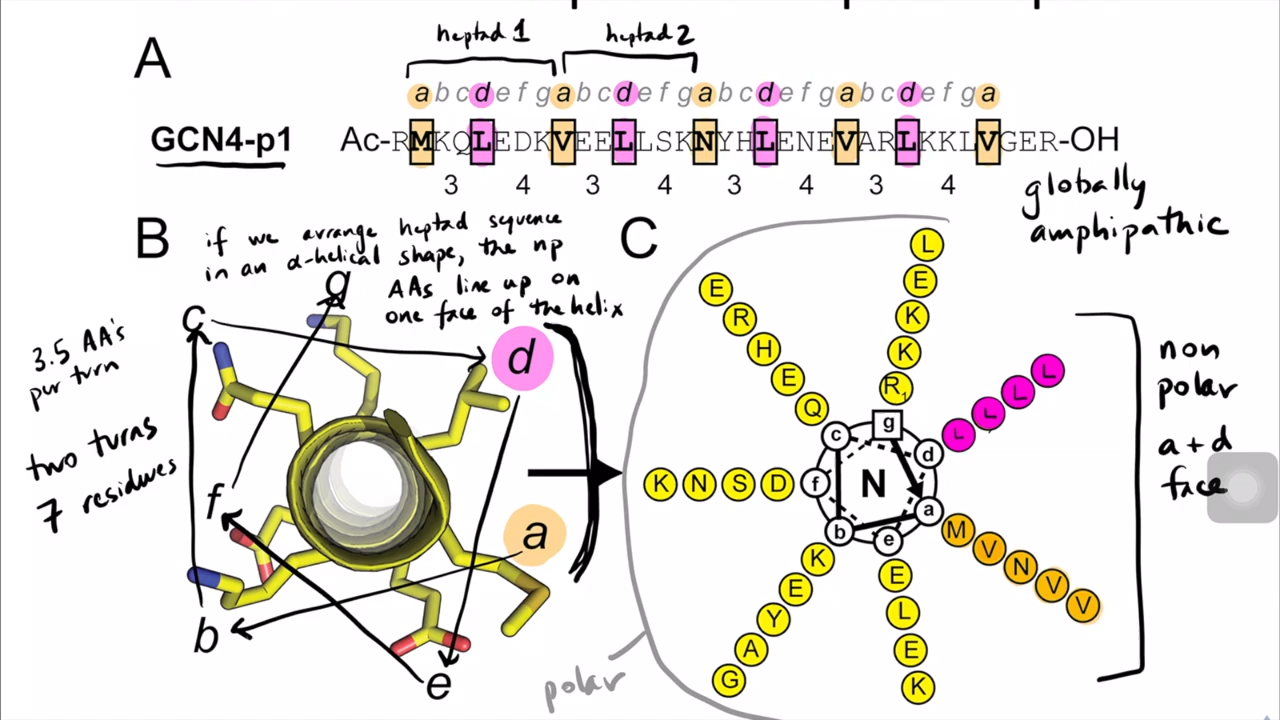 A
heptad 1
heptad 2
a b c d e f g a b c d e f g a b c d e f g a b c d e f g a
GCN4-p1
Ac-RMKQLEDKVEELLSKNYHLENEVARLKKLVGER-OH
3 4 3 4 3 4 3 4
globally
amphipathic
B
if we arrange heptad sqvence
in an α-helical shape, the np
AAs line up on
one face of the helix
3.5 AA's
per turn
two turns
7 residues
g
c
d
f
a
b
e
C
polar
L
E
K
K
R1
E
R
H
E
Q
K N S D
K
E
Y
A
G
E
L
E
K
L L L L
M V N V V
g
c
d
f
N
a
b
e
non
polar
a + d
face